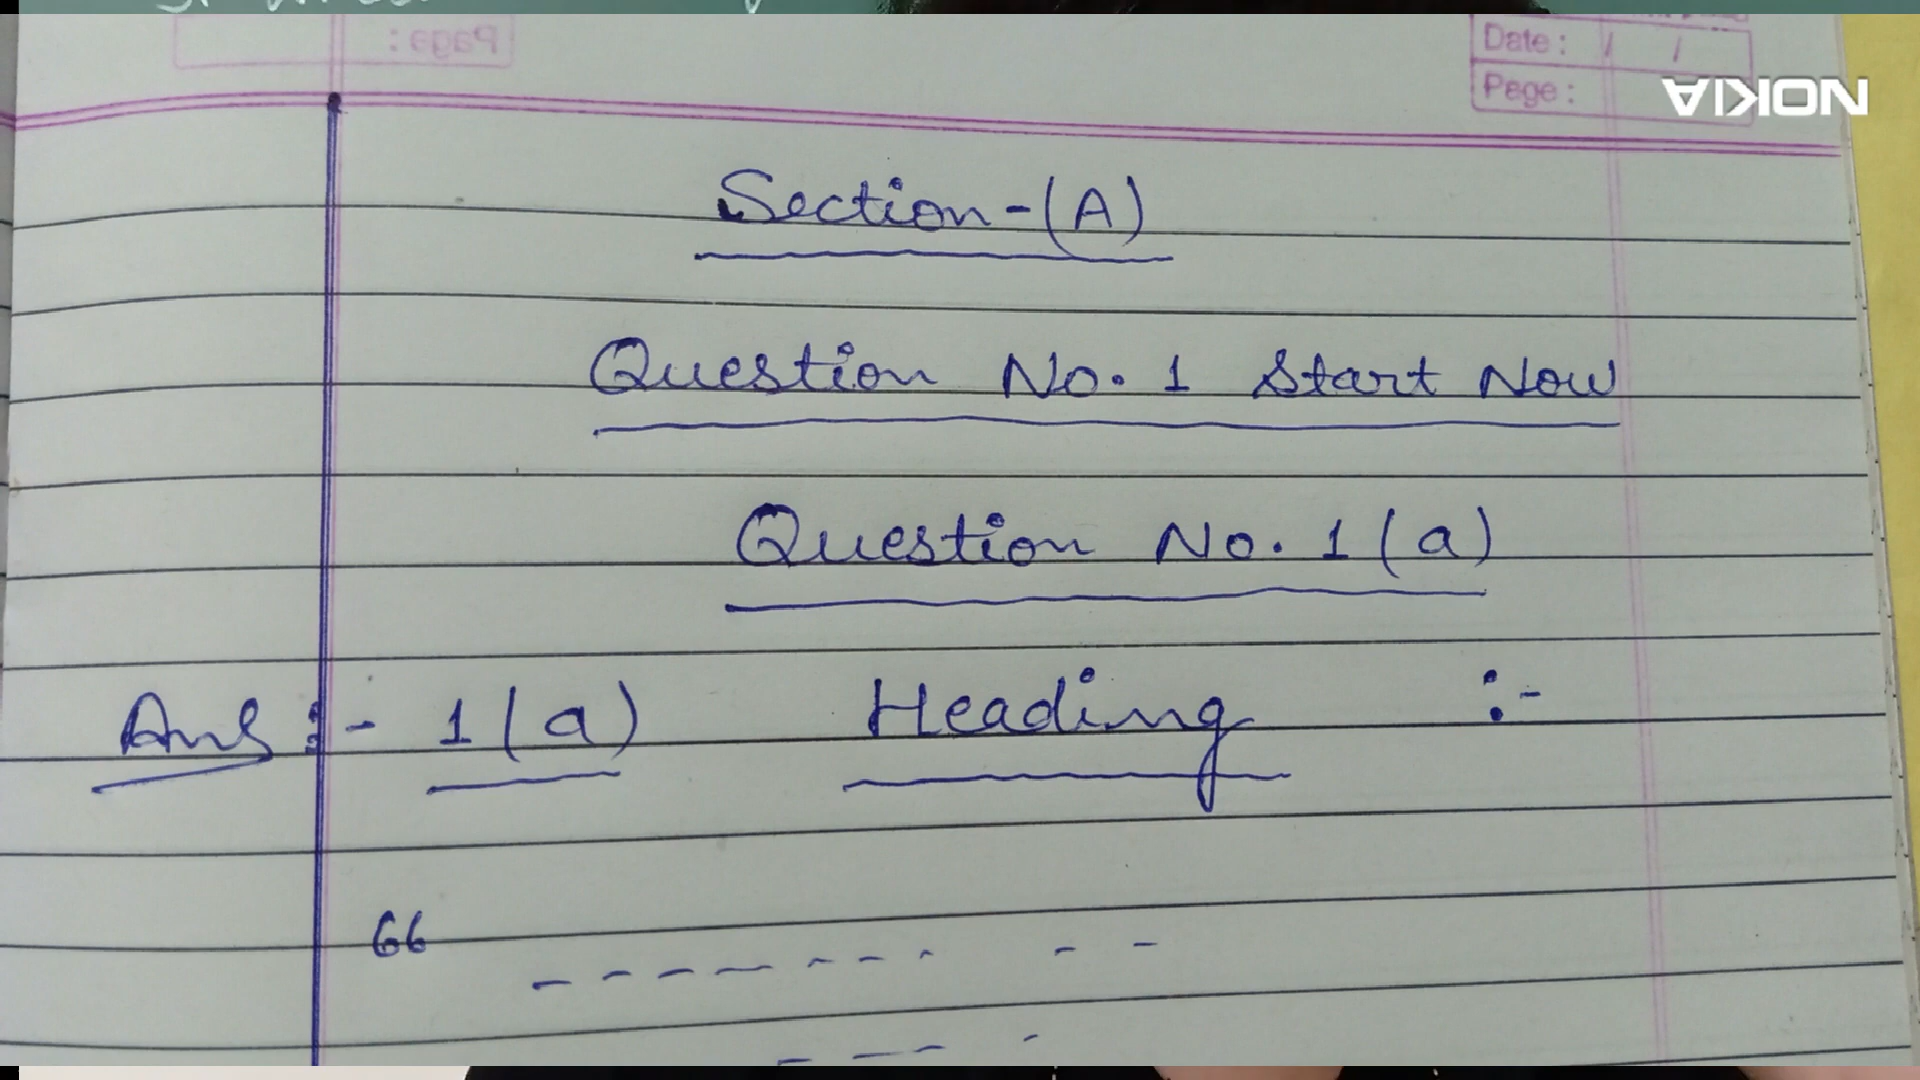 Page :
Date : / /
Pege :
NOKIA
Section-(A)
Question No. 1 Start Now
Question No. 1(a)
Ans :- 1(a) Heading :-
66 - - - - - - - - -
- - - -